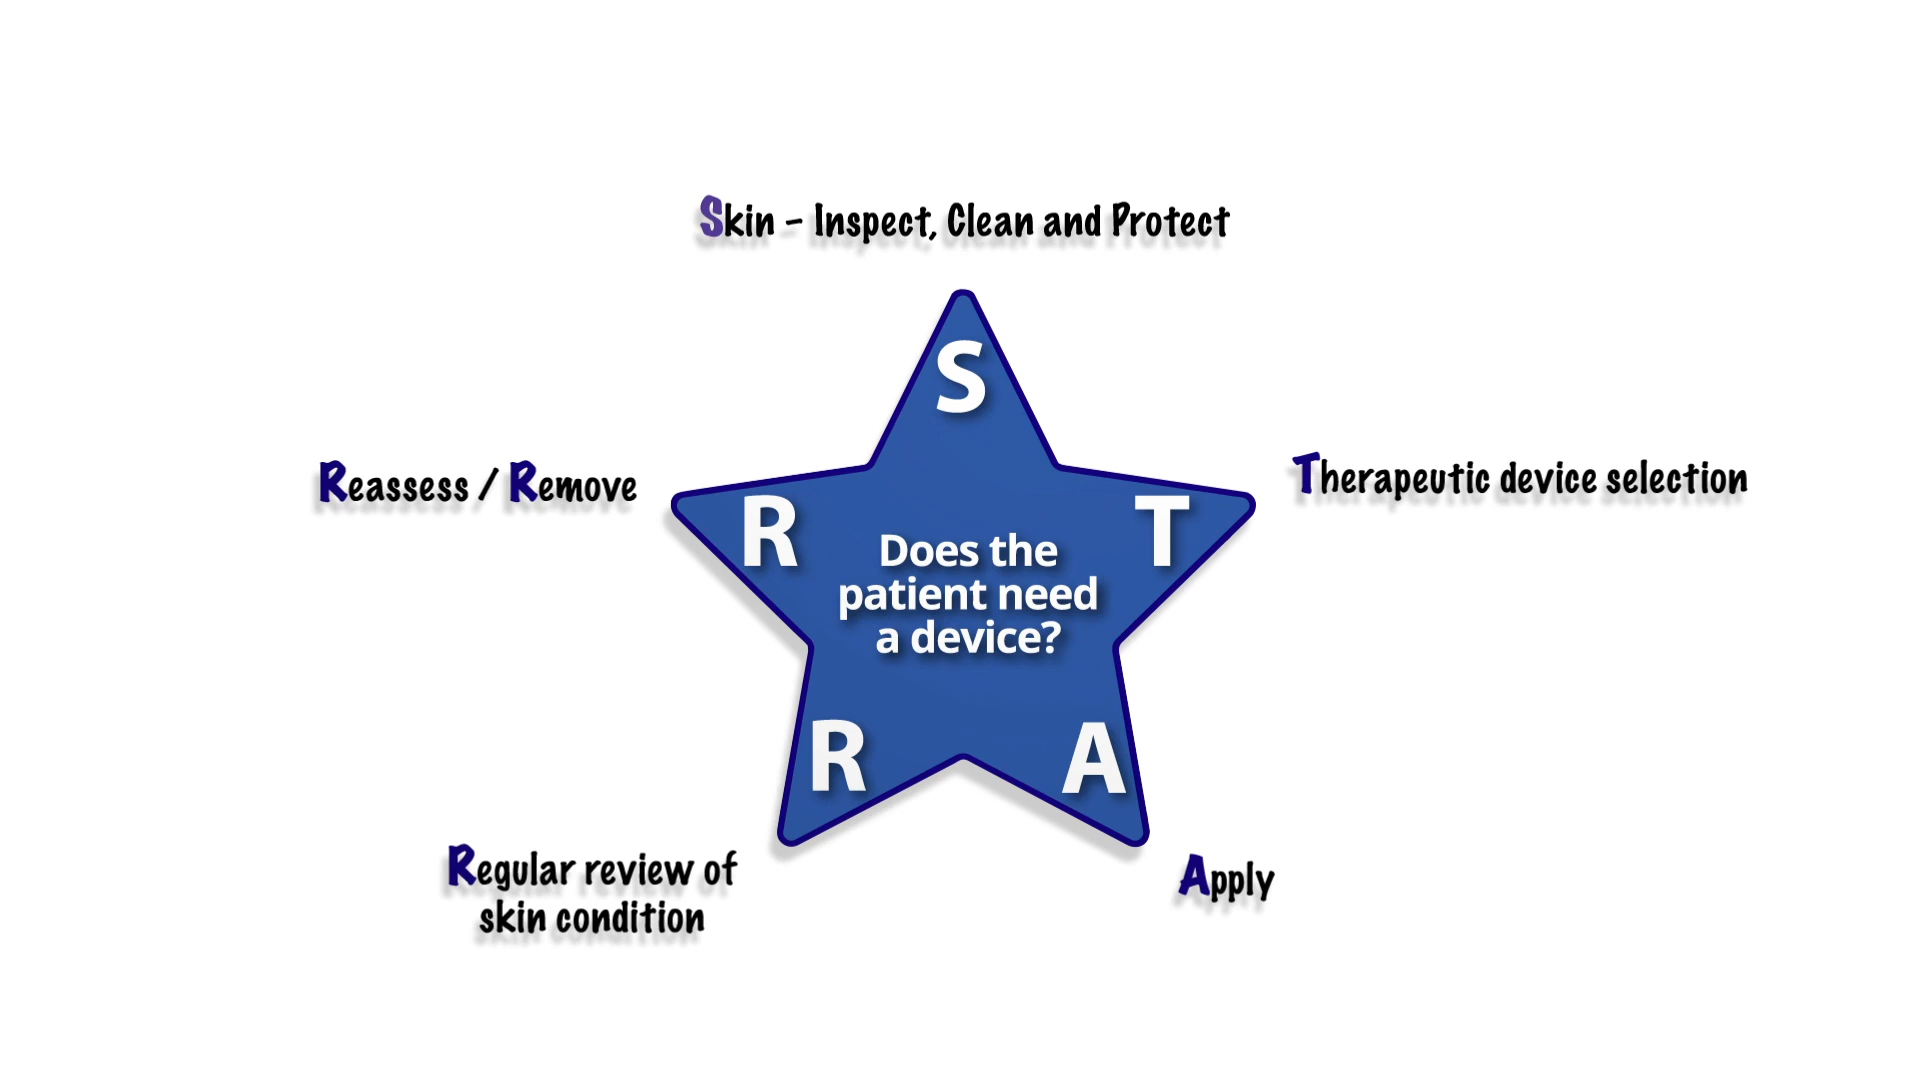 Skin – Inspect, Clean and Protect
S
Reassess / Remove
Therapeutic device selection
R
T
Does the
patient need
a device?
R
A
Regular review of
skin condition
Apply